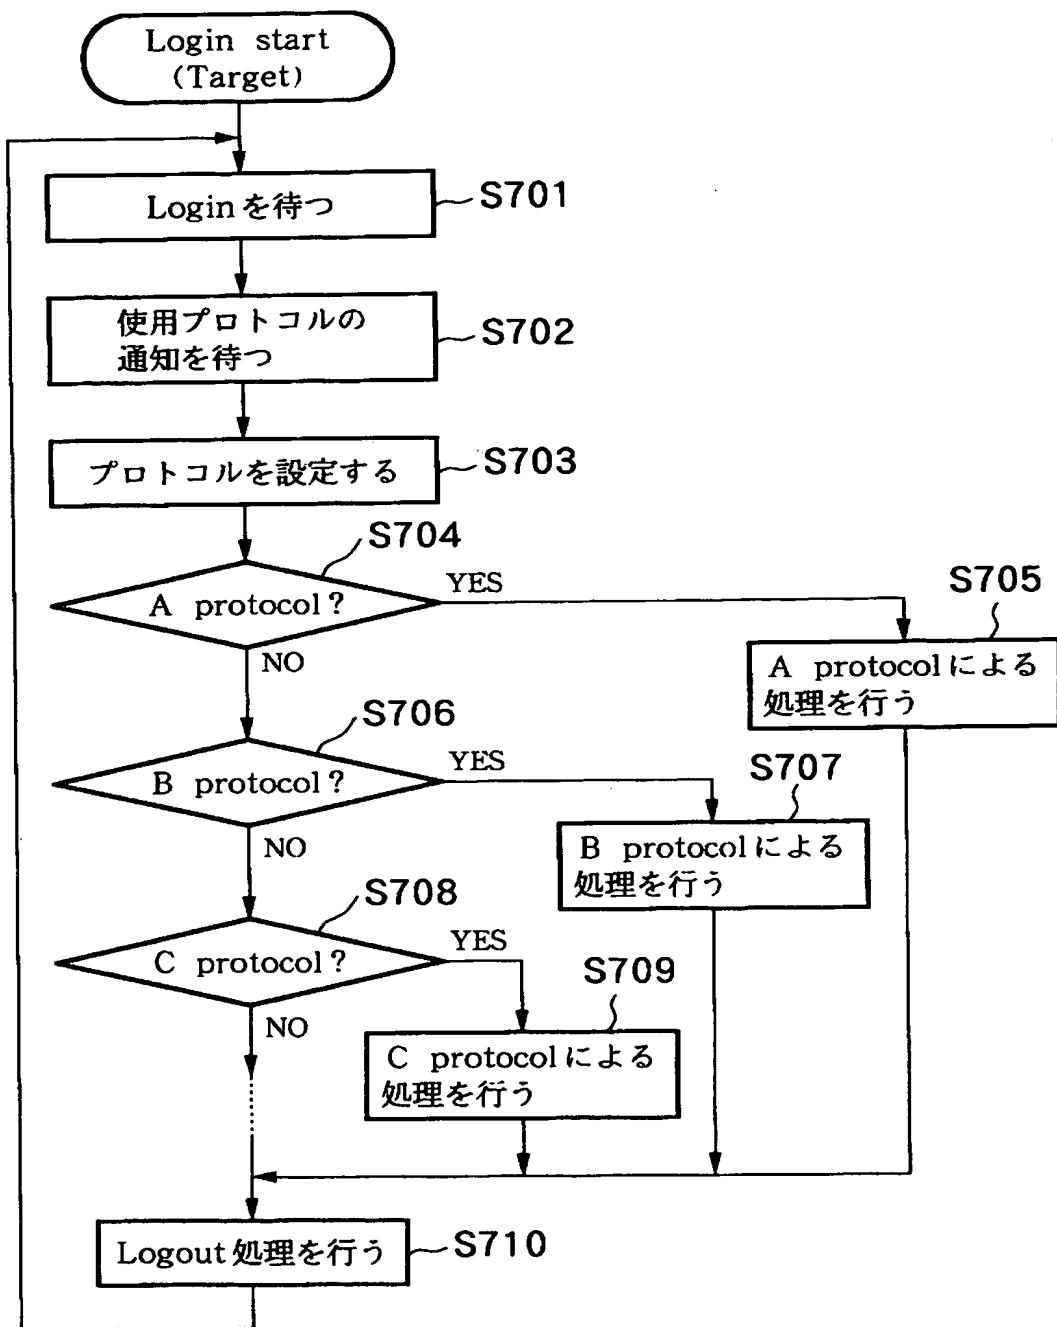 Login start
(Target)
Loginを待つ
S701
使用プロトコルの
通知を待つ
S702
プロトコルを設定する
S703
S704
A protocol?
YES
NO
S705
A protocolによる
処理を行う
S706
B protocol?
YES
NO
S707
B protocolによる
処理を行う
S708
C protocol?
YES
NO
S709
C protocolによる
処理を行う
Logout処理を行う
S710